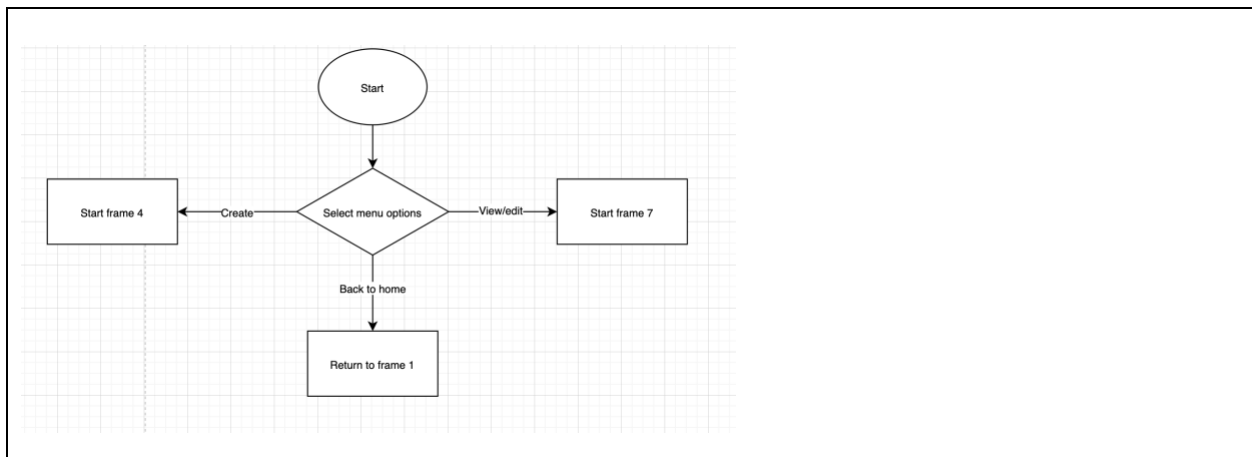 Start
Start frame 4
Create
Select menu options
View/edit
Start frame 7
Back to home
Return to frame 1